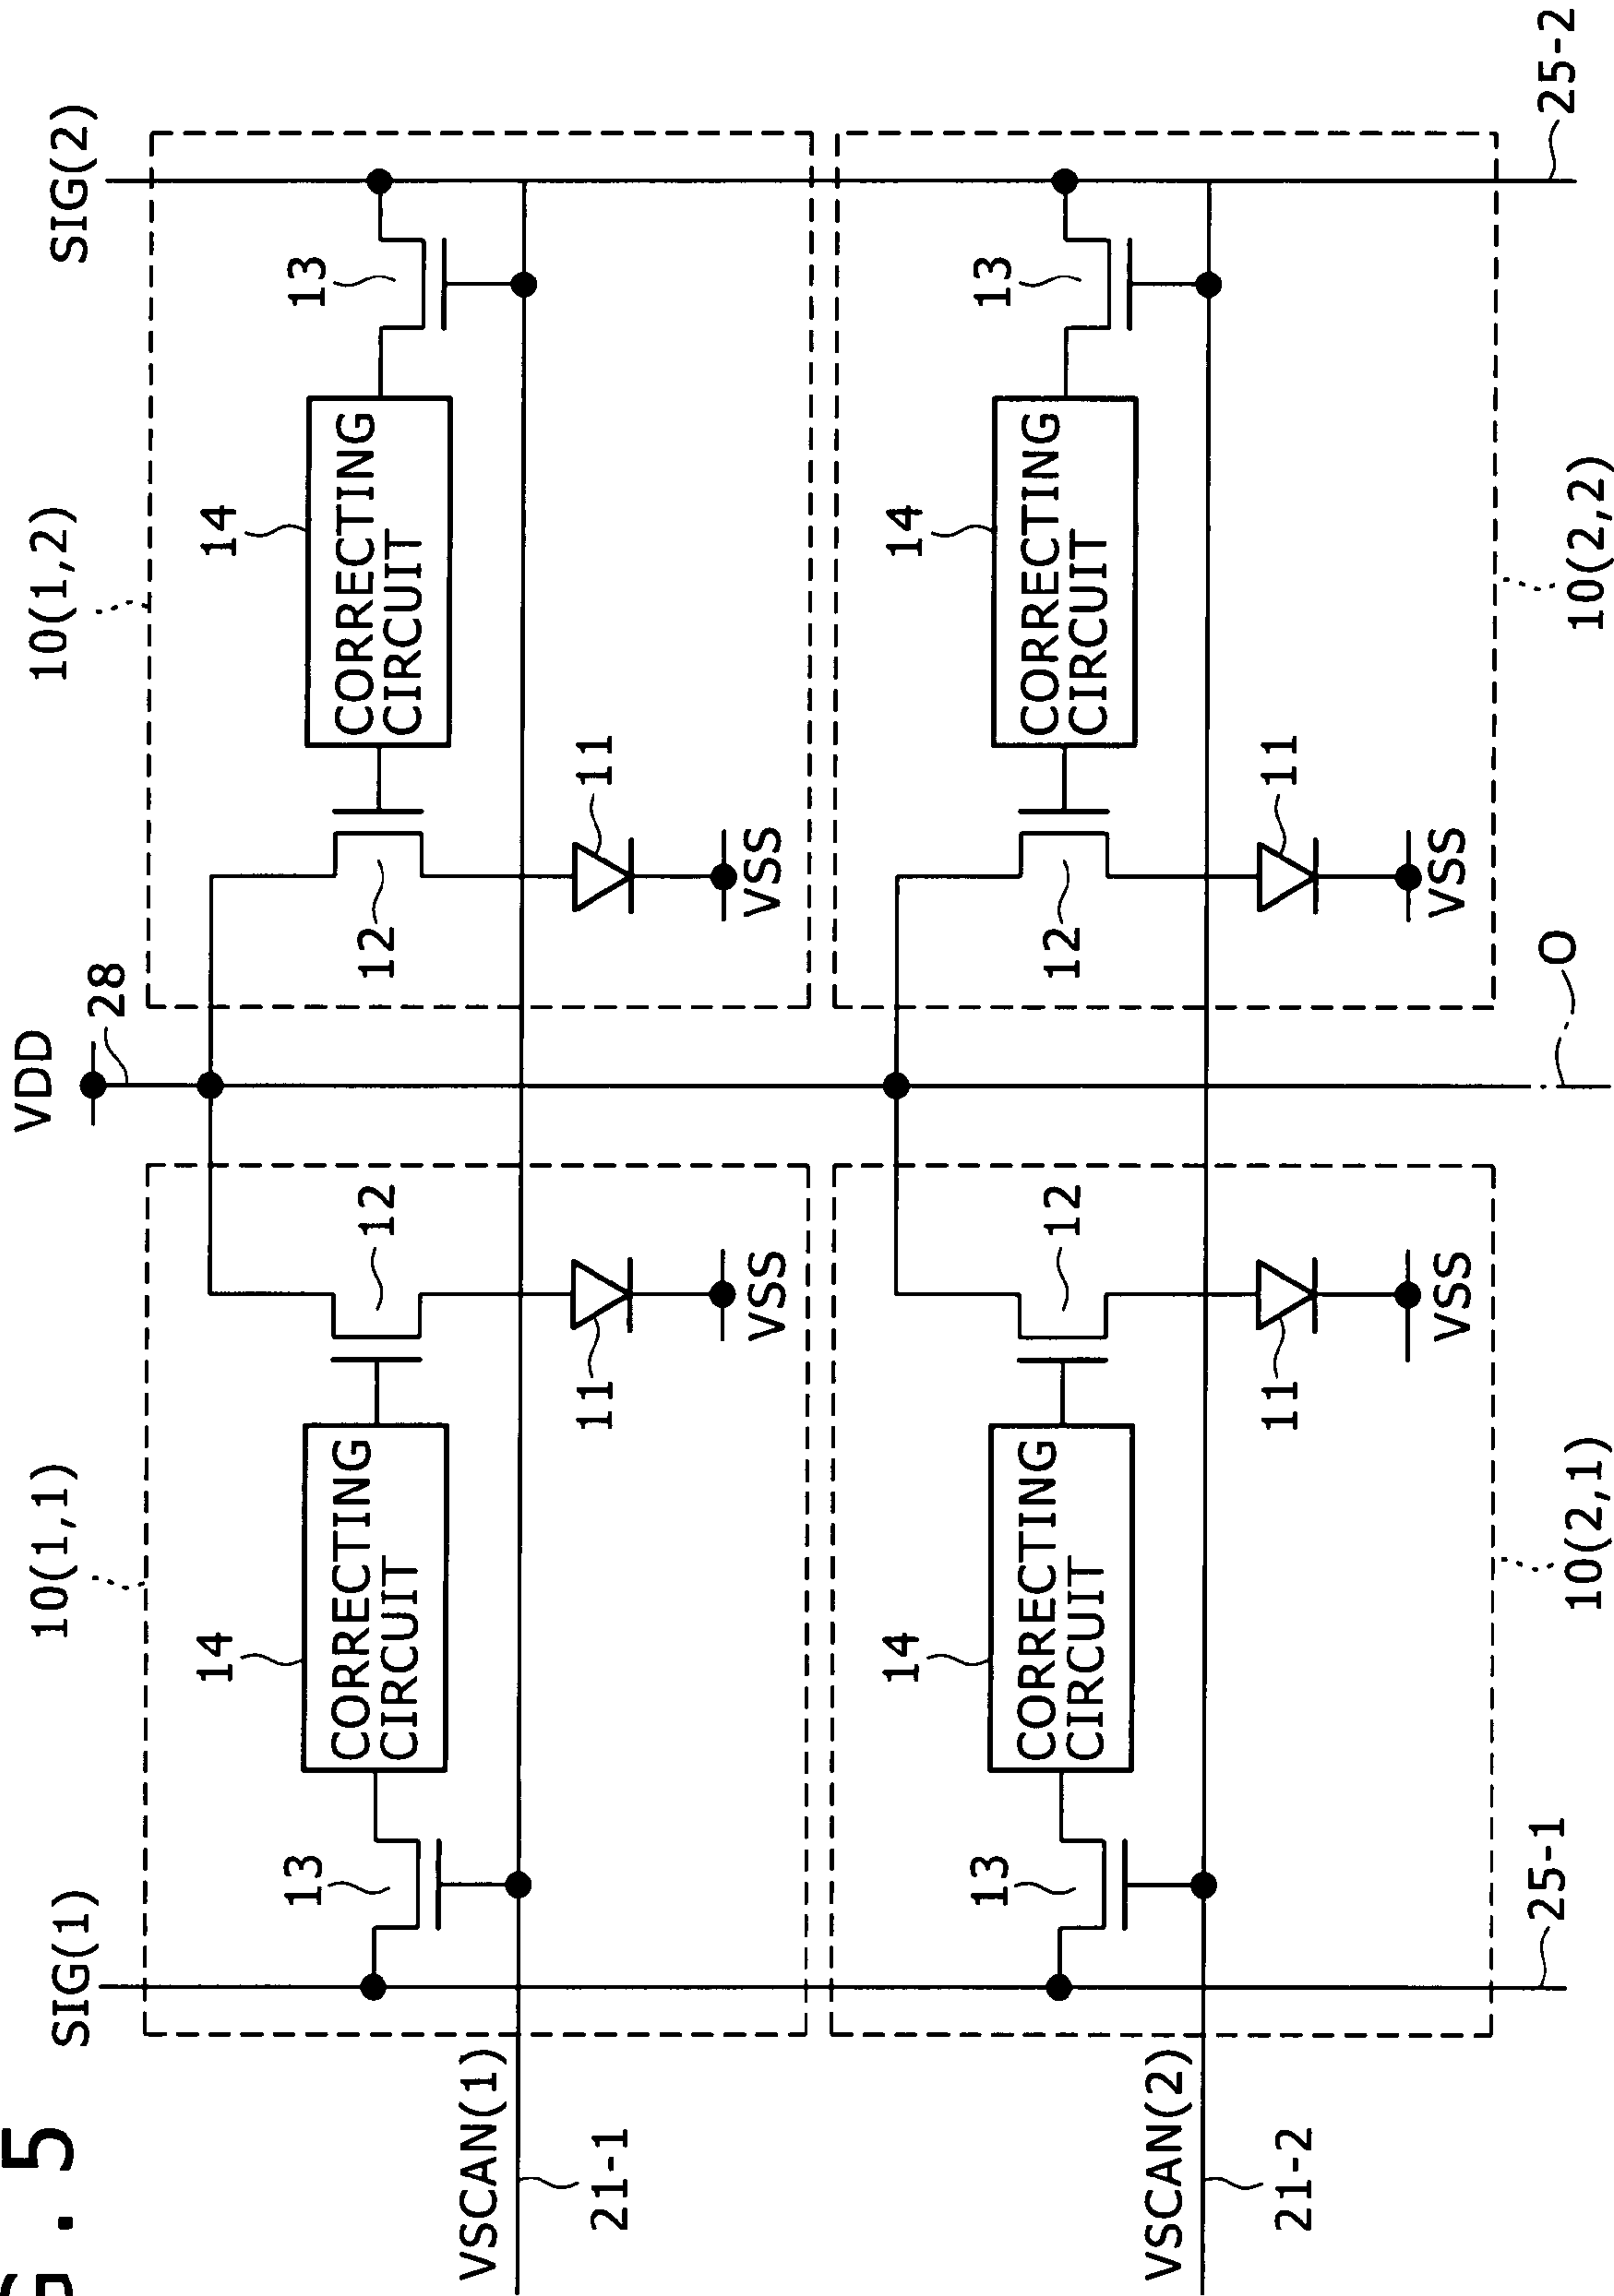 G.5
VDD
10(1,1)
10(1,2)
SIG(1)
SIG(2)
28
14
14
13
13
CORRECTING
CIRCUIT
12
12
CORRECTING
CIRCUIT
VSCAN(1)
21-1
11
11
VSS
VSS
14
14
13
13
CORRECTING
CIRCUIT
12
12
CORRECTING
CIRCUIT
VSCAN(2)
21-2
11
11
VSS
VSS
25-1
O
25-2
10(2,1)
10(2,2)